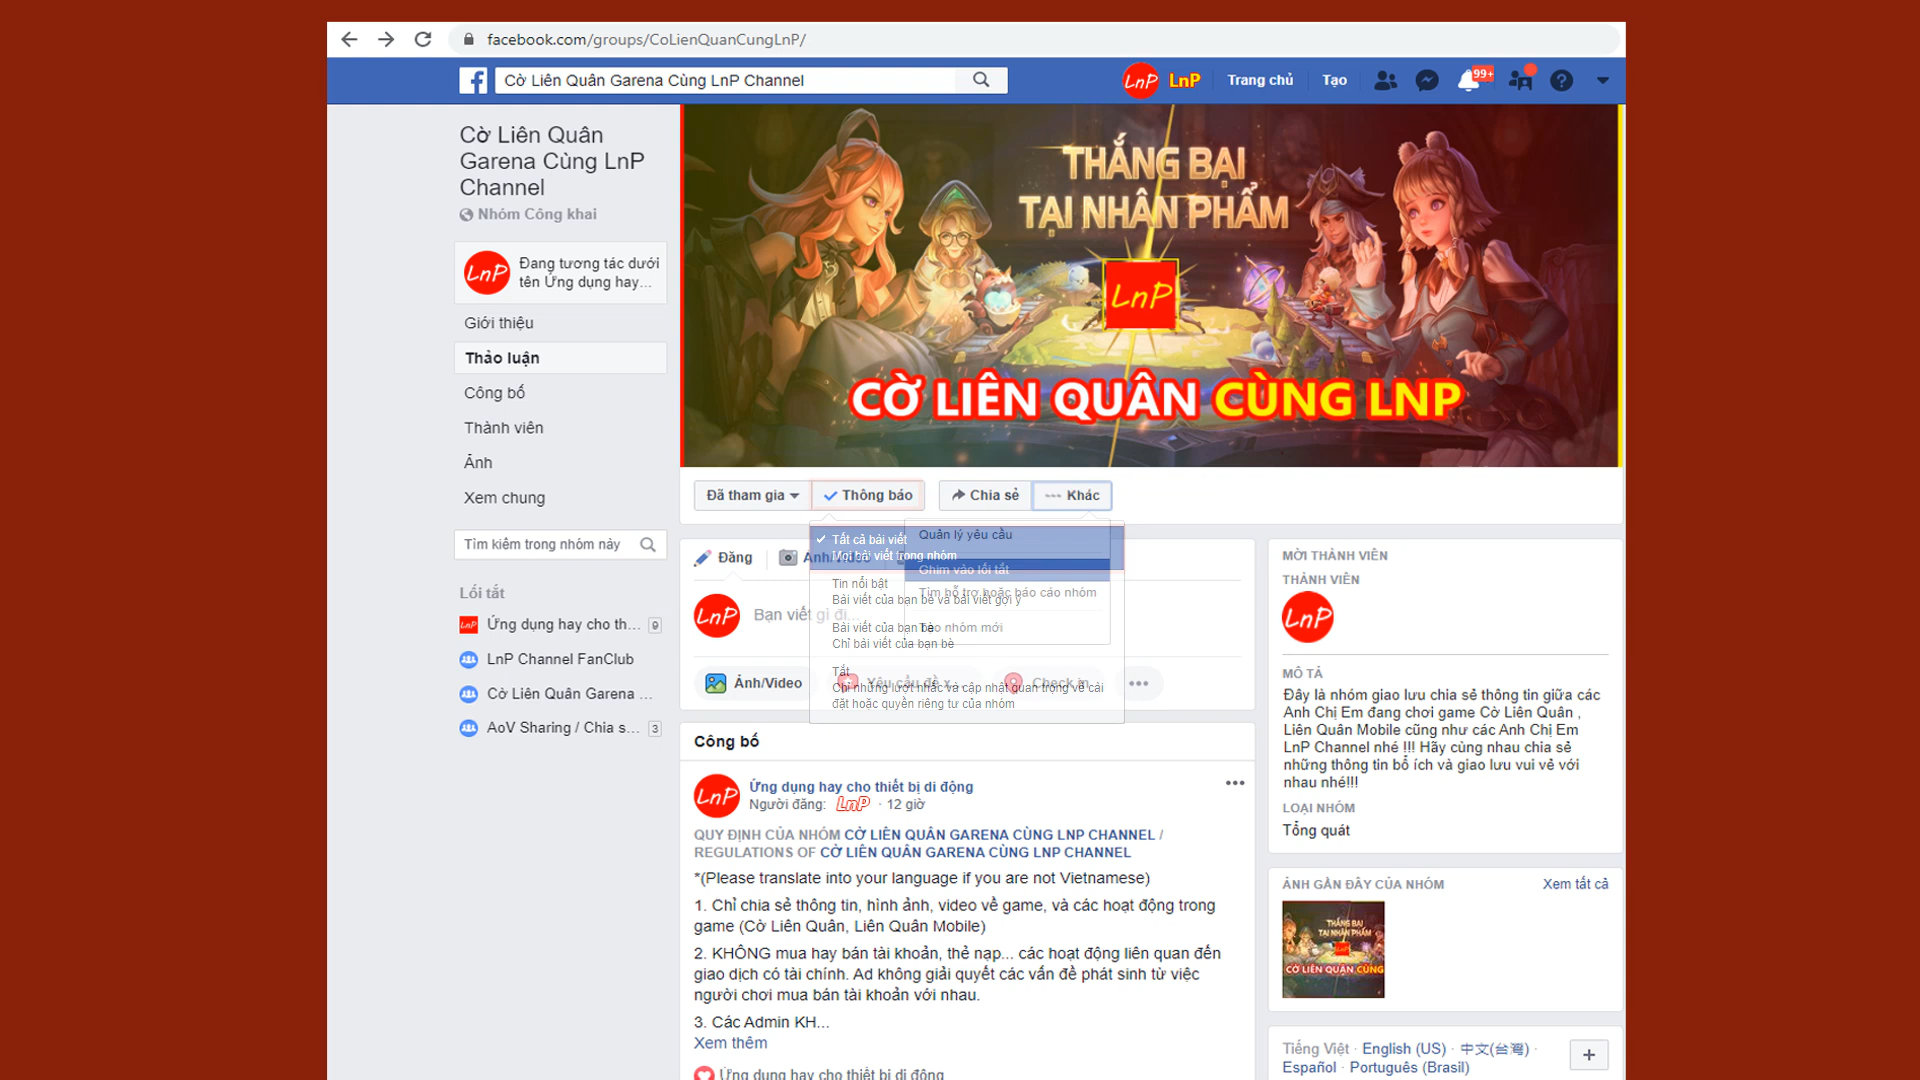 facebook.com/groups/CoLienQuanCungLnP/
Cờ Liên Quân Garena Cùng LnP Channel
LnP
LnP
Trang chủ
Tạo
99+
Cờ Liên Quân
Garena Cùng LnP
Channel
Nhóm Công khai
LnP
Đang tương tác dưới
tên Ứng dụng hay...
Giới thiệu
Thảo luận
Công bố
Thành viên
Ảnh
Xem chung
Tìm kiếm trong nhóm này
Lối tắt
LnP
Ứng dụng hay cho th...
9
LnP Channel FanClub
Cờ Liên Quân Garena ...
AoV Sharing / Chia s...
3
THẮNG BẠI
TẠI NHÂN PHẨM
LnP
CỜ LIÊN QUÂN CÙNG LNP
Đã tham gia
Thông báo
Chia sẻ
Khác
Tất cả bài viết
Mọi bài viết trong nhóm
Tin nổi bật
Bài viết của bạn bè và bài viết gợi ý
Bài viết của bạn bè
Chỉ bài viết của bạn bè
Tắt
Chỉ những lượt nhắc và cập nhật quan trọng về cài
đặt hoặc quyền riêng tư của nhóm
Quản lý yêu cầu
Ghim vào lối tắt
Tìm hỗ trợ hoặc báo cáo nhóm
Tạo nhóm mới
Đăng
Ảnh/Video
LnP
Bạn viết gì đi...
Ảnh/Video
Yêu cầu đề x...
Check in
Công bố
LnP
Ứng dụng hay cho thiết bị di động
Người đăng: LnP · 12 giờ
QUY ĐỊNH CỦA NHÓM CỜ LIÊN QUÂN GARENA CÙNG LNP CHANNEL /
REGULATIONS OF CỜ LIÊN QUÂN GARENA CÙNG LNP CHANNEL
*(Please translate into your language if you are not Vietnamese)
1. Chỉ chia sẻ thông tin, hình ảnh, video về game, và các hoạt động trong
game (Cờ Liên Quân, Liên Quân Mobile)
2. KHÔNG mua hay bán tài khoản, thẻ nạp... các hoạt động liên quan đến
giao dịch có tài chính. Ad không giải quyết các vấn đề phát sinh từ việc
người chơi mua bán tài khoản với nhau.
3. Các Admin KH...
Xem thêm
Ứng dụng hay cho thiết bị di động
MỜI THÀNH VIÊN
THÀNH VIÊN
LnP
MÔ TẢ
Đây là nhóm giao lưu chia sẻ thông tin giữa các
Anh Chị Em đang chơi game Cờ Liên Quân ,
Liên Quân Mobile cũng như các Anh Chị Em
LnP Channel nhé !!! Hãy cùng nhau chia sẻ
những thông tin bổ ích và giao lưu vui vẻ với
nhau nhé!!!
LOẠI NHÓM
Tổng quát
ẢNH GẦN ĐÂY CỦA NHÓM
Xem tất cả
THẮNG BẠI
TẠI NHÂN PHẨM
CỜ LIÊN QUÂN CÙNG
Tiếng Việt · English (US) · 中文(台灣) ·
Español · Português (Brasil)